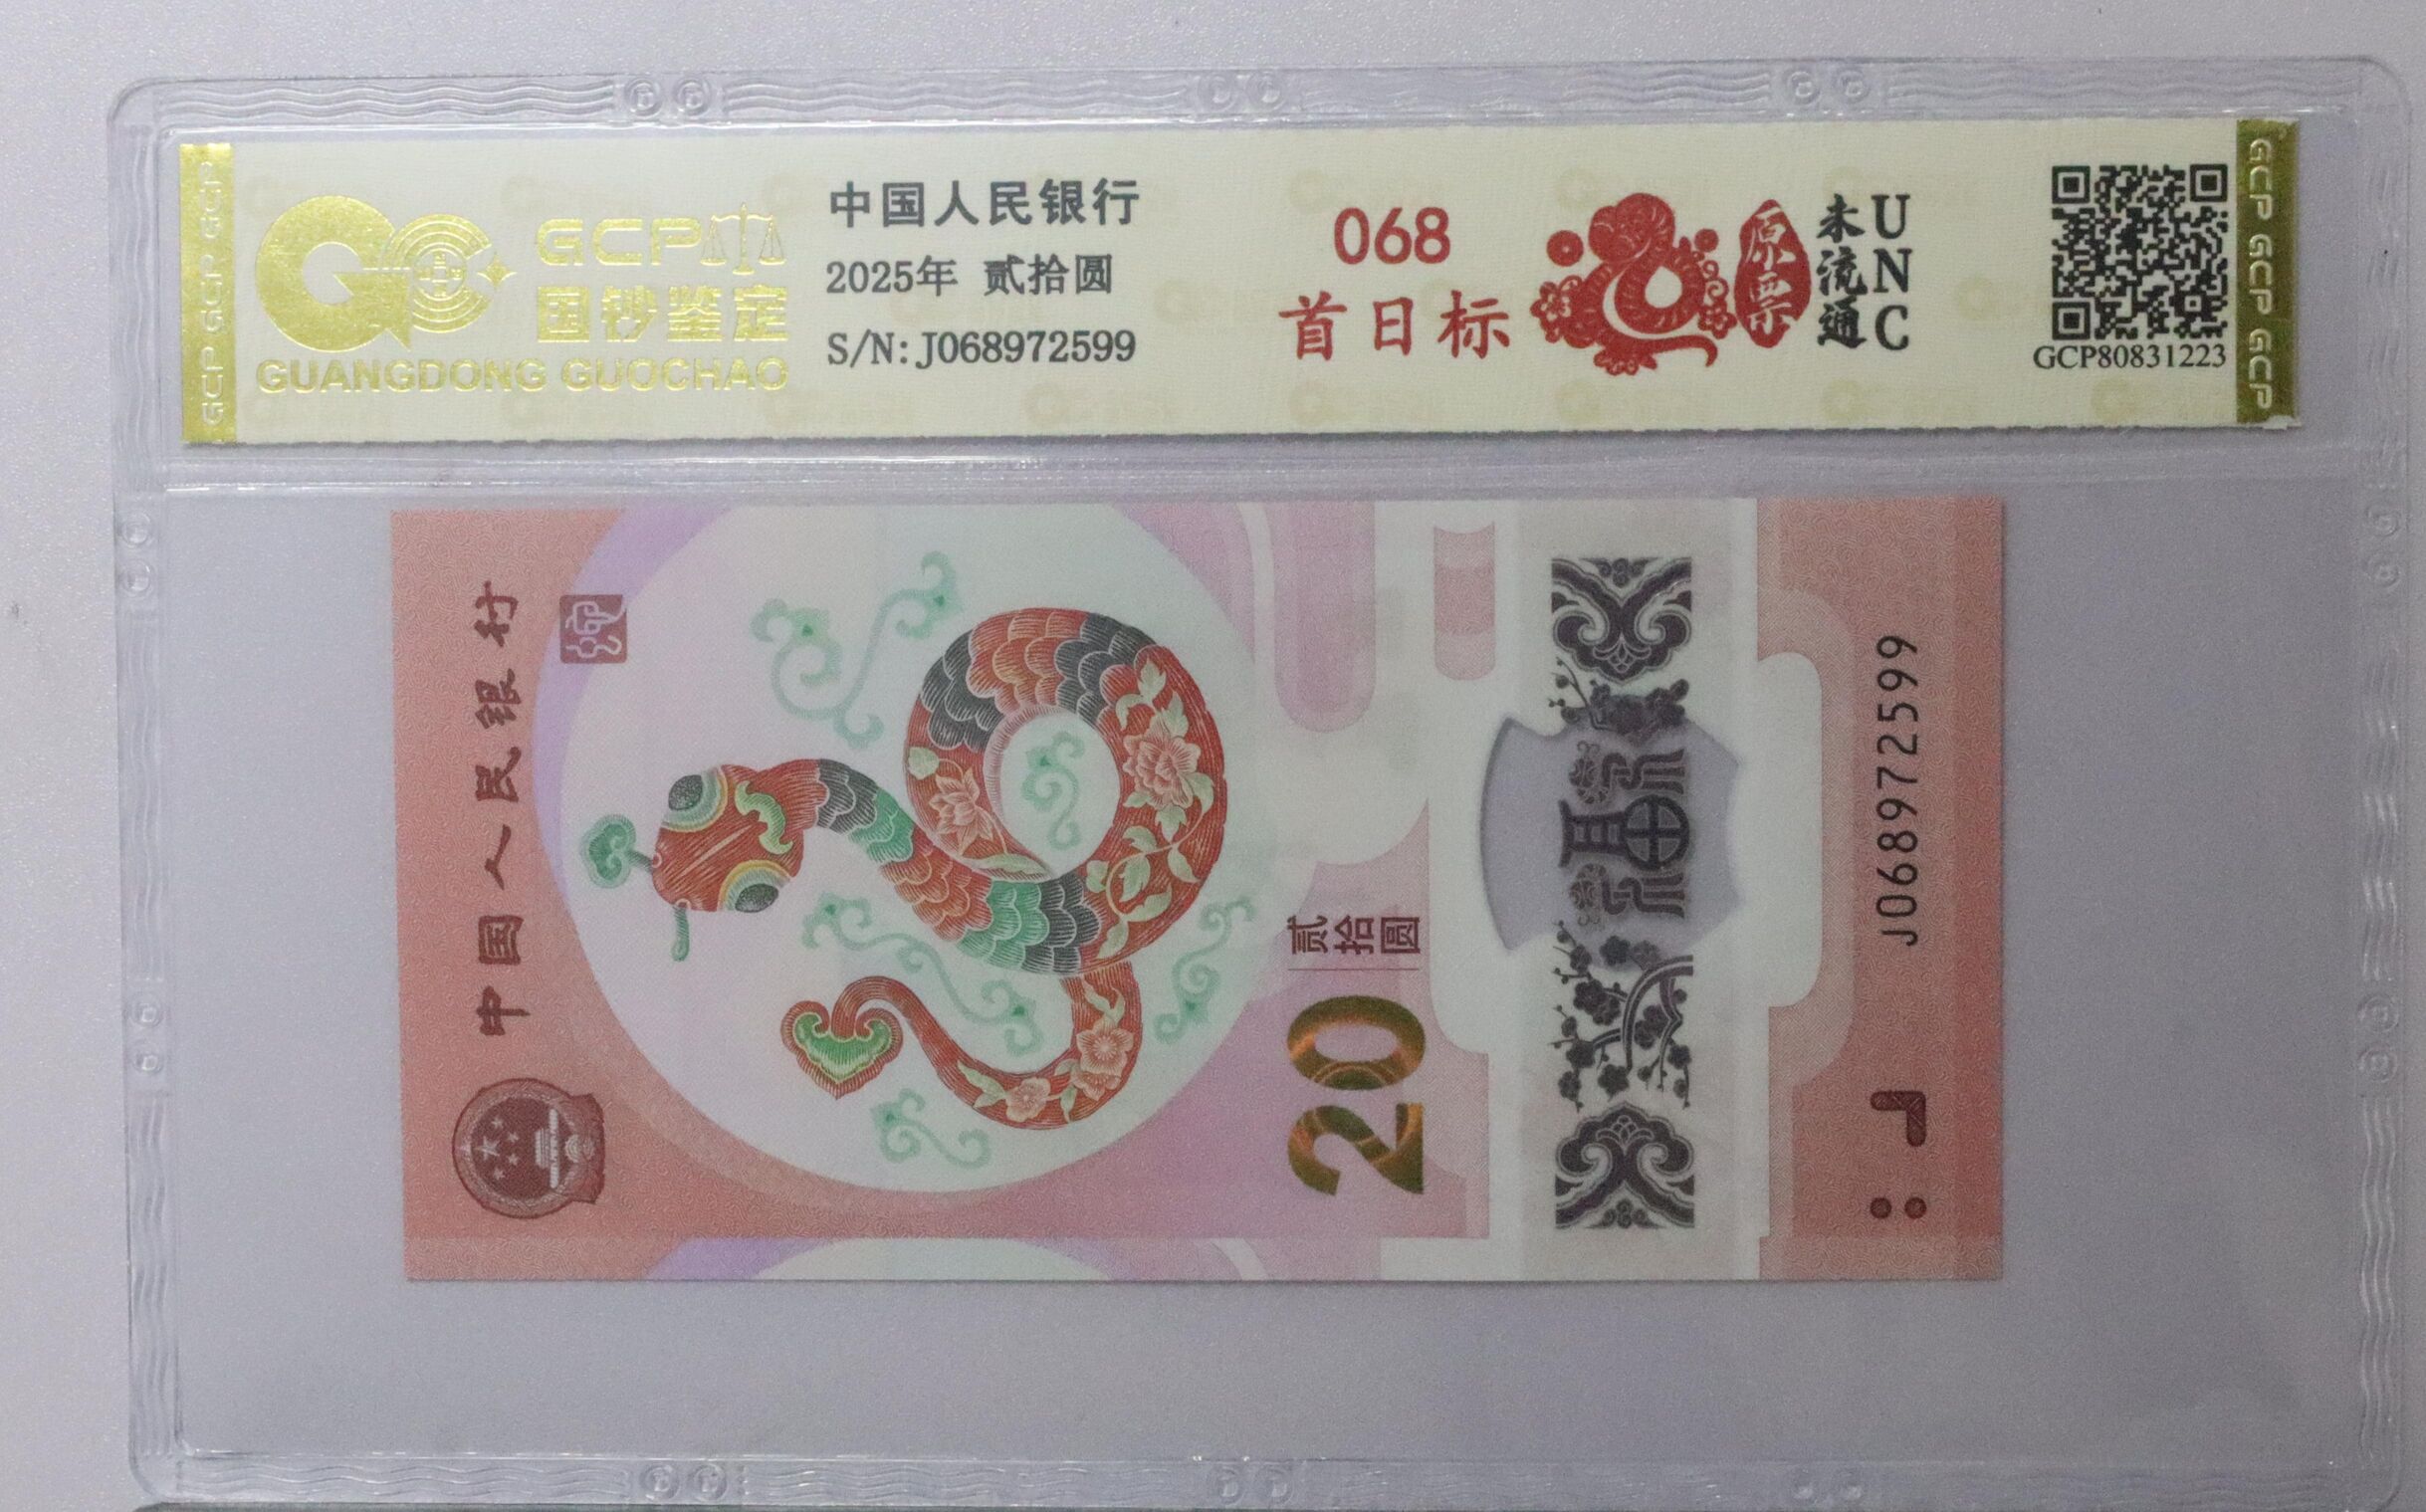 GCP GCP GCP
GCP
国钞鉴定
GUANGDONG GUOCHAO
中国人民银行
2025年 贰拾圆
S/N: J068972599
068
首日标
原票
未流通
UNC
GCP80831223
GCP GCP GCP
中国人民银行
贰拾圆
20
福
J068972599